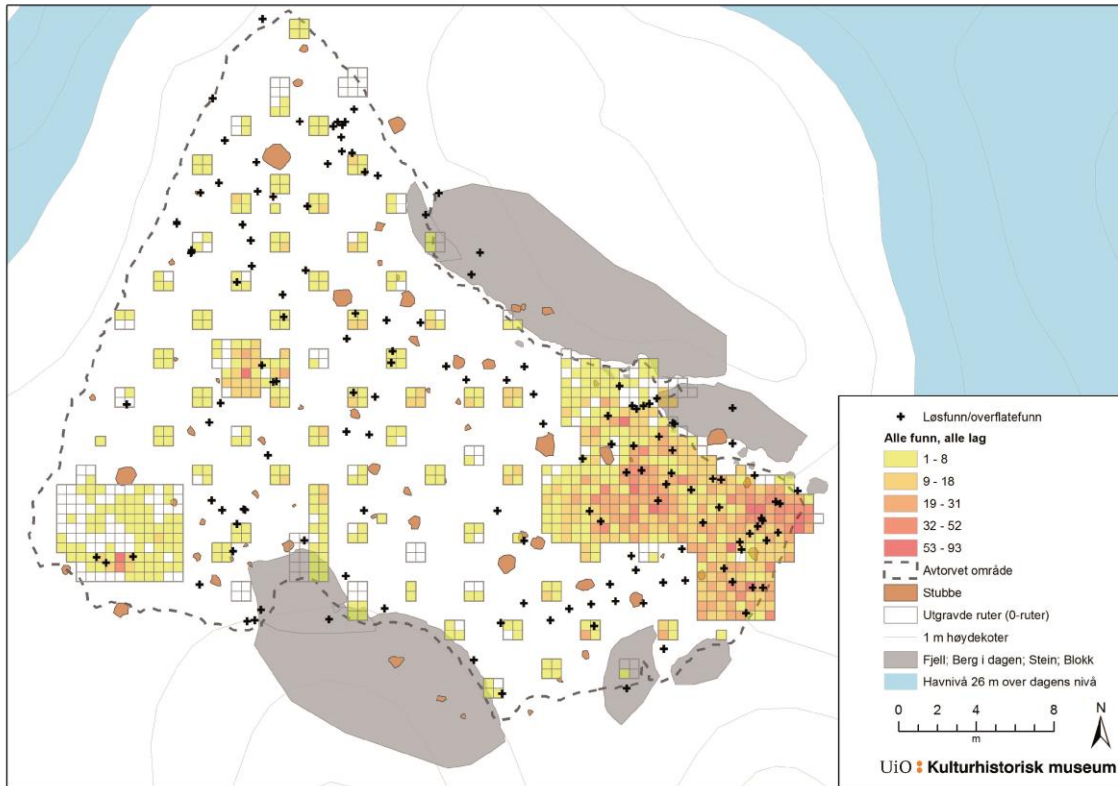 Løsfunn/overflatefunn
Alle funn, alle lag
1 - 8
9 - 18
19 - 31
32 - 52
53 - 93
Avtorvet område
Stubbe
Utgravde ruter (0-ruter)
1 m høydekoter
Fjell; Berg i dagen; Stein; Blokk
Havnivå 26 m over dagens nivå
0 2 4 8
m
N
UiO Kulturhistorisk museum